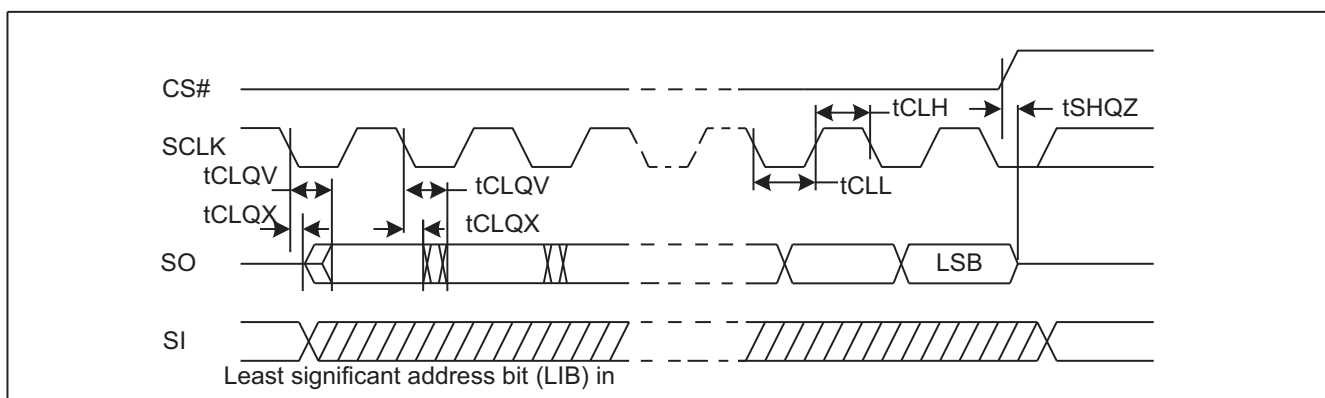 CS#
tCLH
tSHQZ
SCLK
tCLQV
tCLQV
tCLL
tCLQX
tCLQX
SO
LSB
SI
Least significant address bit (LIB) in